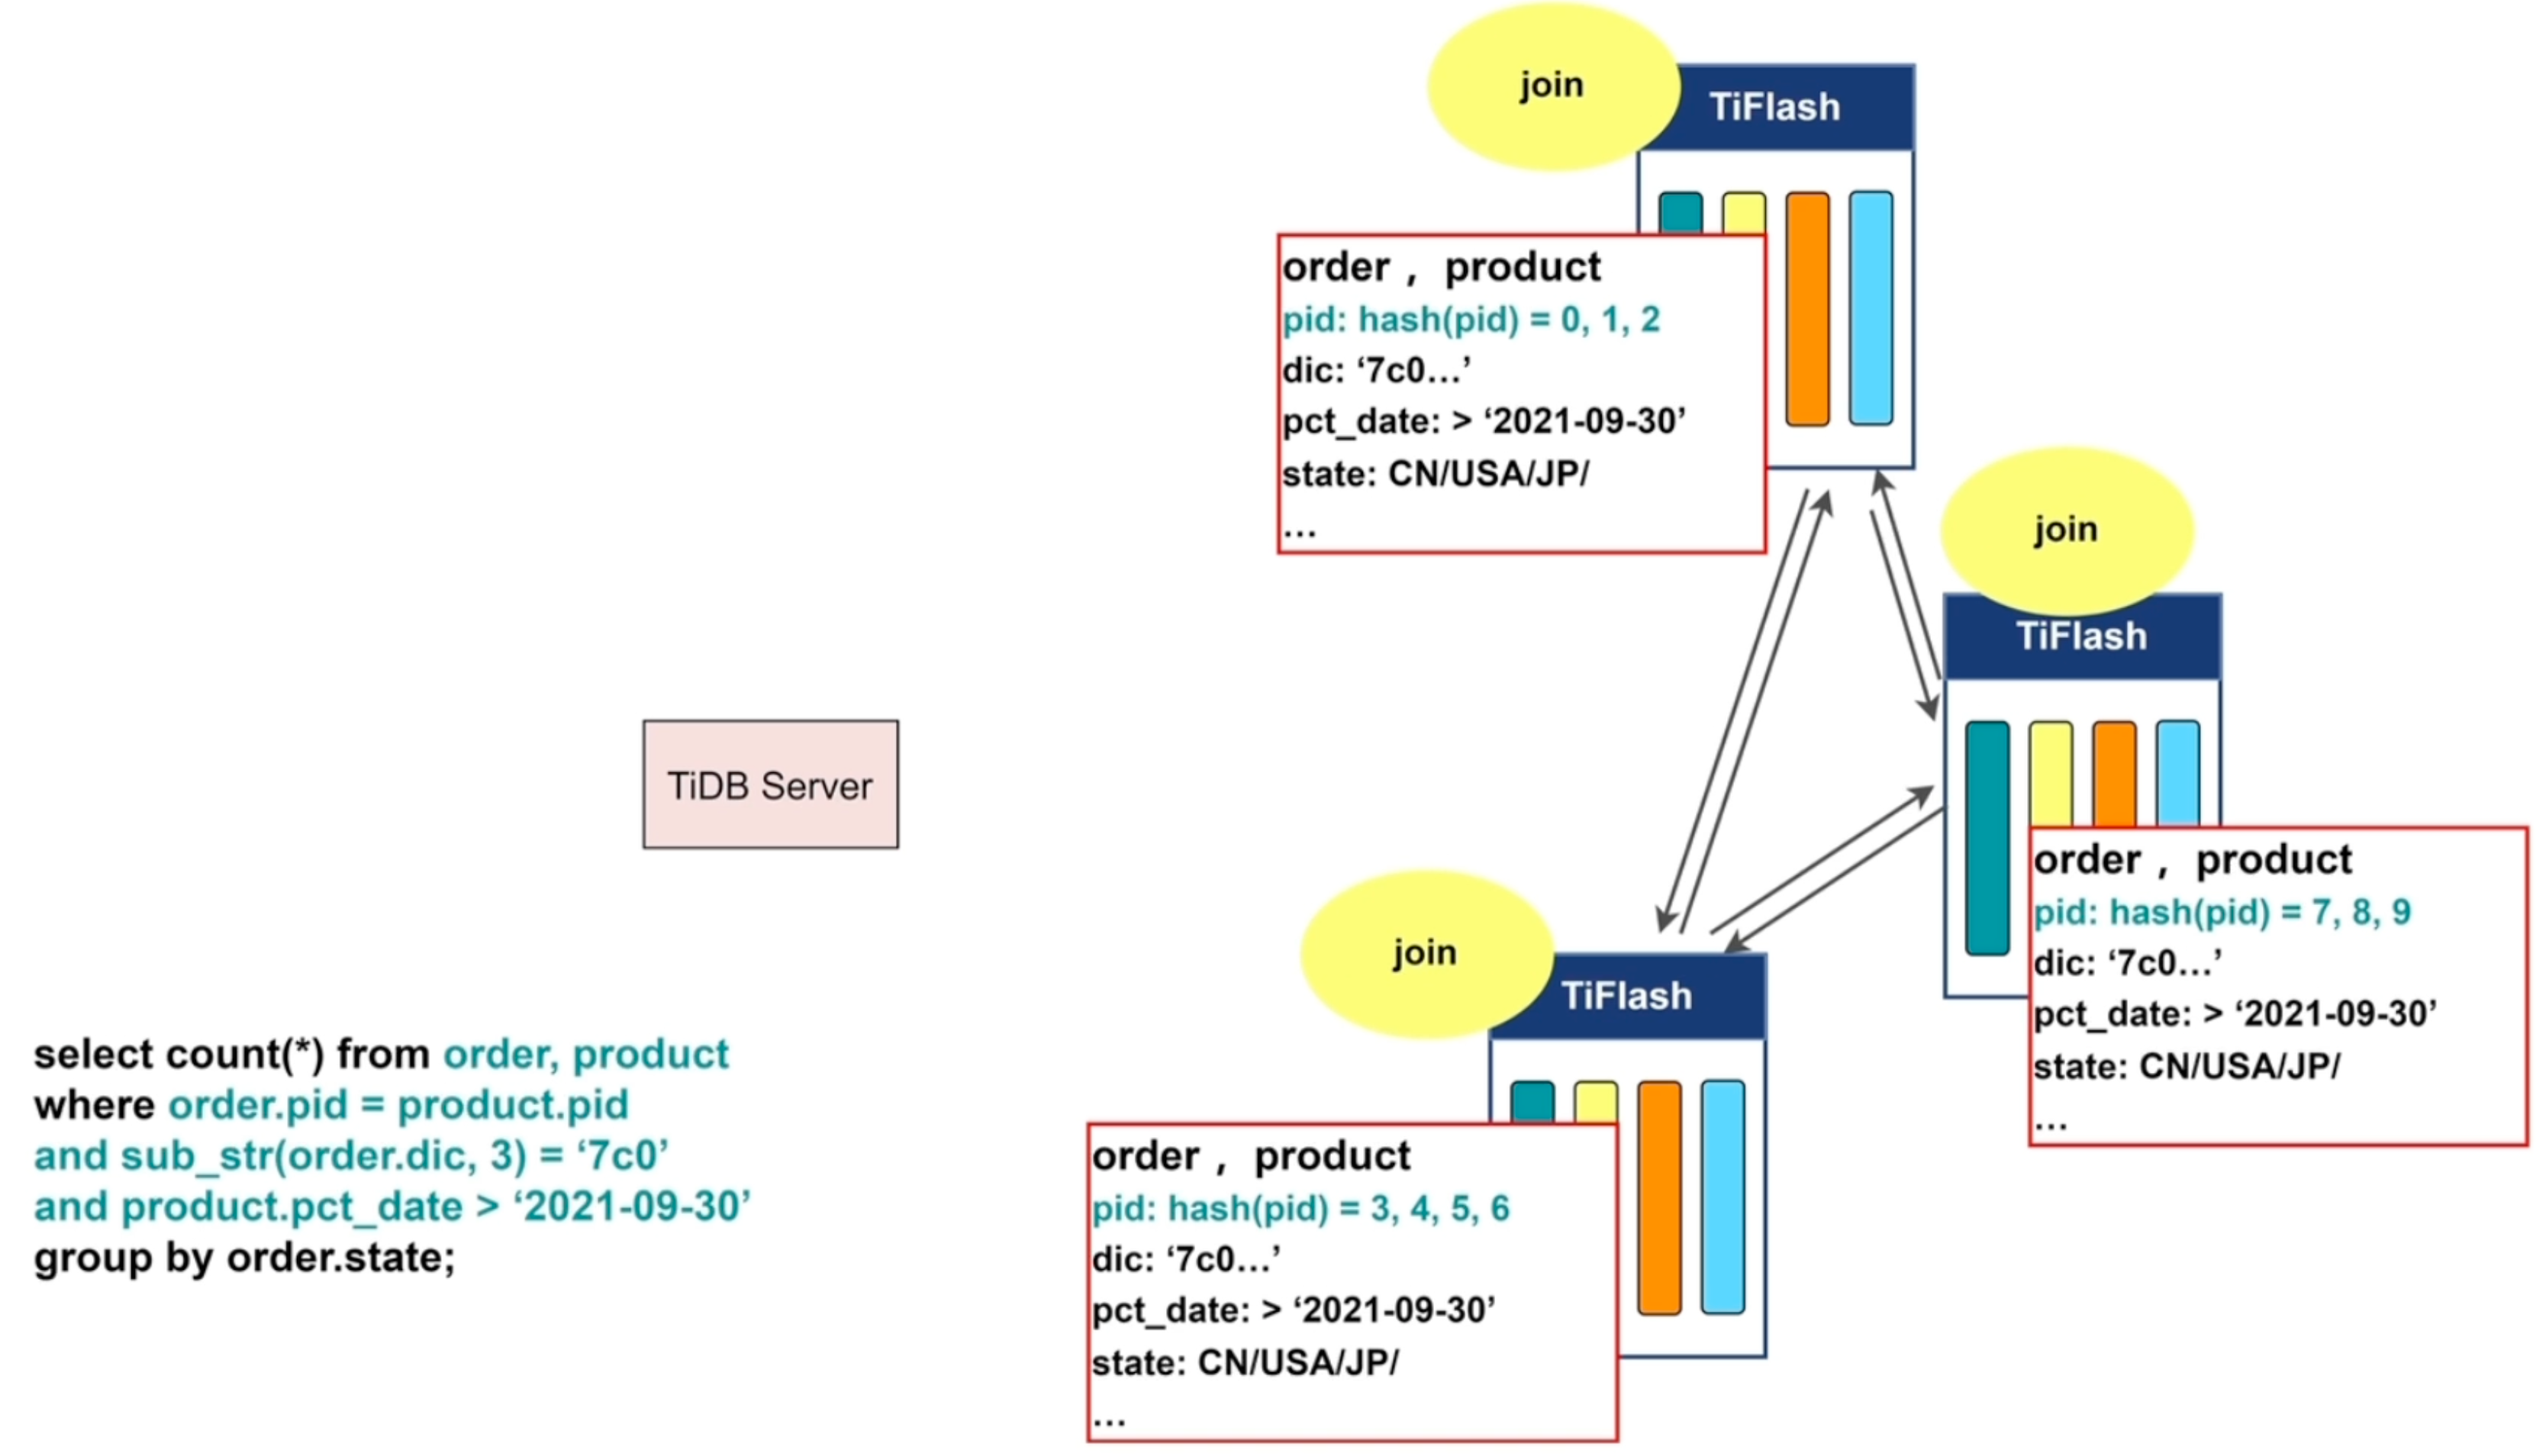 join
TiFlash
order， product
pid: hash(pid) = 0, 1, 2
dic: ‘7c0…’
pct_date: > ‘2021-09-30’
state: CN/USA/JP/
…
join
TiFlash
order， product
pid: hash(pid) = 7, 8, 9
dic: ‘7c0…’
pct_date: > ‘2021-09-30’
state: CN/USA/JP/
…
TiDB Server
join
TiFlash
order， product
pid: hash(pid) = 3, 4, 5, 6
dic: ‘7c0…’
pct_date: > ‘2021-09-30’
state: CN/USA/JP/
…
select count(*) from order, product
where order.pid = product.pid
and sub_str(order.dic, 3) = ‘7c0’
and product.pct_date > ‘2021-09-30’
group by order.state;